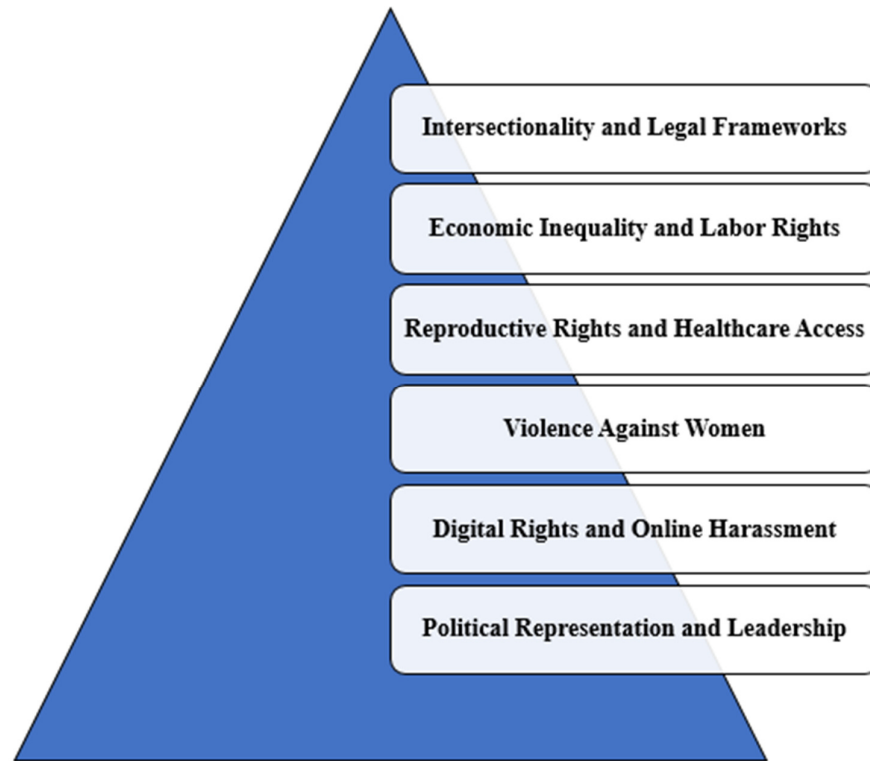 Intersectionality and Legal Frameworks
Economic Inequality and Labor Rights
Reproductive Rights and Healthcare Access
Violence Against Women
Digital Rights and Online Harassment
Political Representation and Leadership